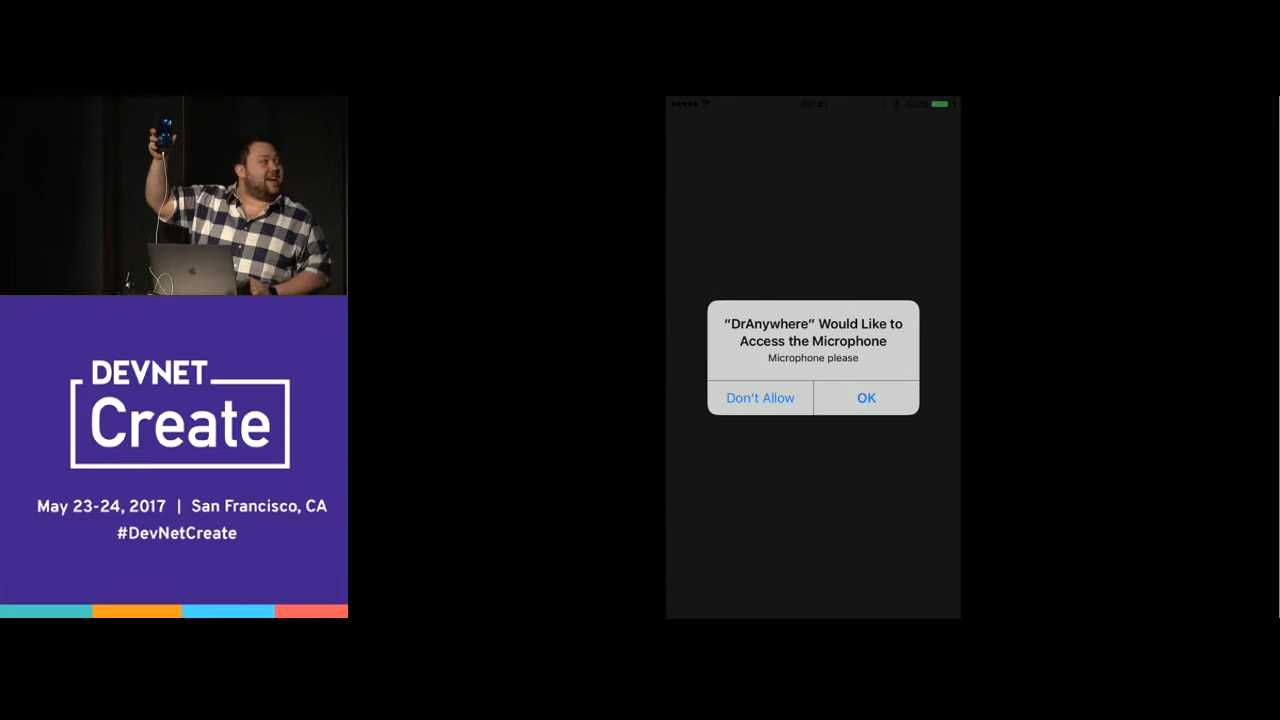 DEVNET
Create
May 23-24, 2017 | San Francisco, CA
#DevNetCreate
09:41
“DrAnywhere” Would Like to
Access the Microphone
Microphone please
Don't Allow
OK